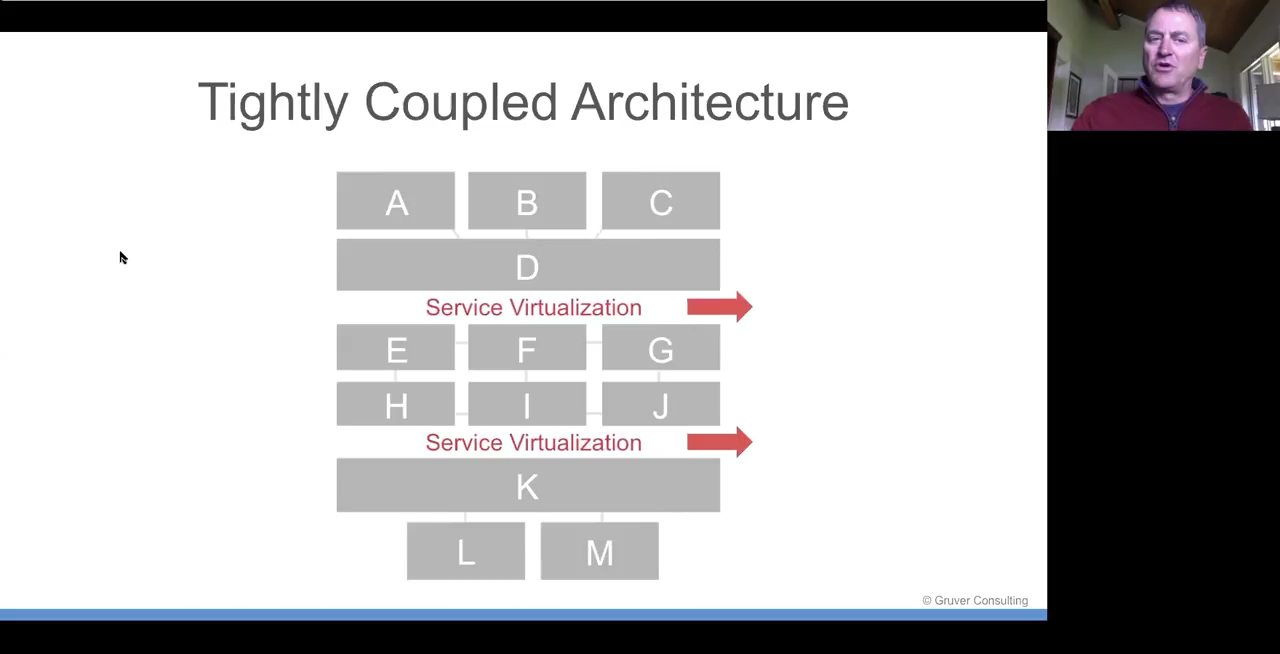 Tightly Coupled Architecture
A B C
D
Service Virtualization
E F G
H I J
Service Virtualization
K
L M
© Gruver Consulting